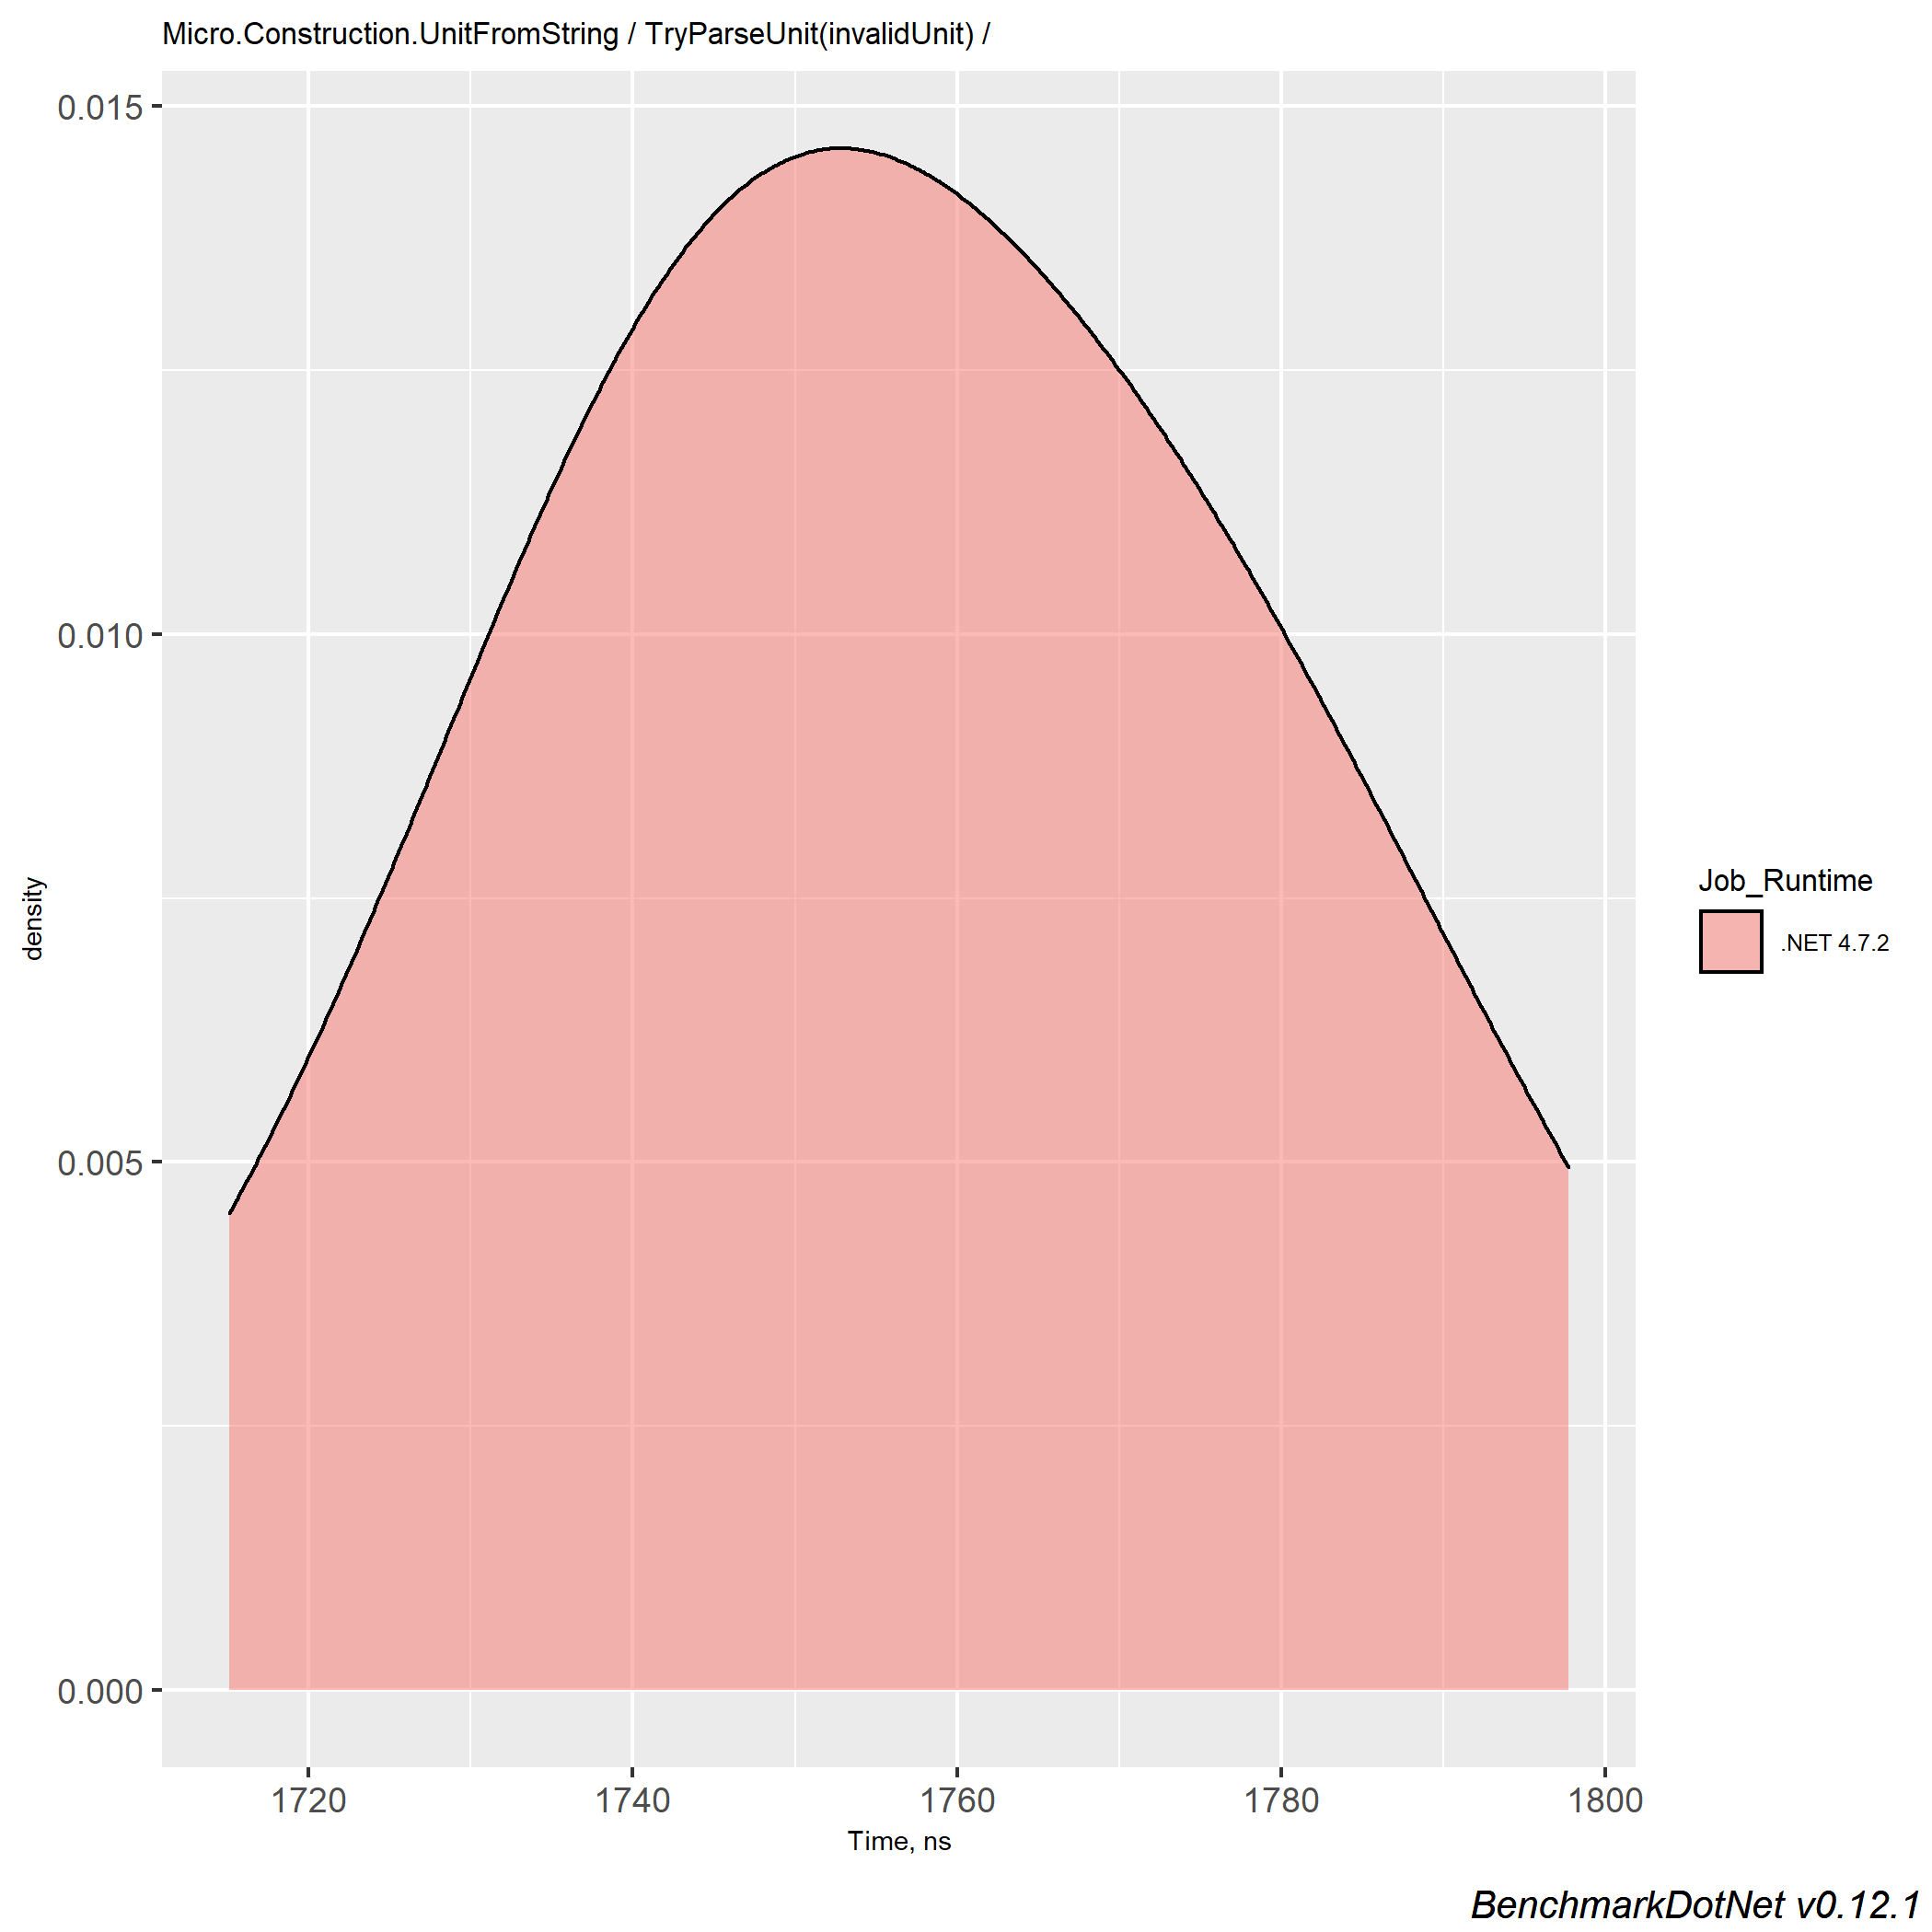 Micro.Construction.UnitFromString / TryParseUnit(invalidUnit) /
0.015
0.010
0.005
0.000
density
1720 1740 1760 1780 1800
Time, ns
Job_Runtime
.NET 4.7.2
BenchmarkDotNet v0.12.1